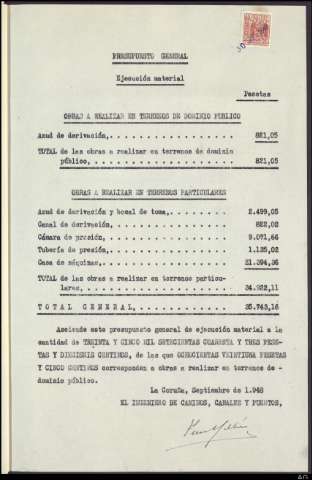 PRESUPUESTO GENERAL
Ejecución material
Pesetas
OBRAS A REALIZAR EN TERRENOS DE DOMINIO PUBLICO
Azud de derivación,. . . . . . . . . . . . . . . . . . 821,05
TOTAL de las obras a realizar en terrenos de dominio
público, . . . . . . . . . . . . . . . . . . 821,05
OBRAS A REALIZAR EN TERRENOS PARTICULARES
Azud de derivación y bocal de toma,. . . . . . . . . 2.499,05
Canal de derivación, . . . . . . . . . . . . . . . . . 822,02
Cámara de presión, . . . . . . . . . . . . . . . . . 9.071,66
Tubería de presión, . . . . . . . . . . . . . . . . . 1.135,02
Casa de máquinas, . . . . . . . . . . . . . . . . . 21.394,36
TOTAL de las obras a realizar en terrenos particu-
lares, . . . . . . . . . . . . . . . . . . 34.922,11
TOTAL GENERAL, . . . . . . . . . . . . . . 35.743,16
Asciende este presupuesto general de ejecución material a la
cantidad de TREINTA Y CINCO MIL SETECIENTAS CUARENTA Y TRES PESE-
TAS Y DIECISEIS CENTIMOS, de las que OCHOCIENTAS VEINTIUNA PESETAS
Y CINCO CENTIMOS corresponden a obras a realizar en terrenos de -
dominio público.
La Coruña, Septiembre de 1.948
EL INGENIERO DE CAMINOS, CANALES Y PUERTOS,